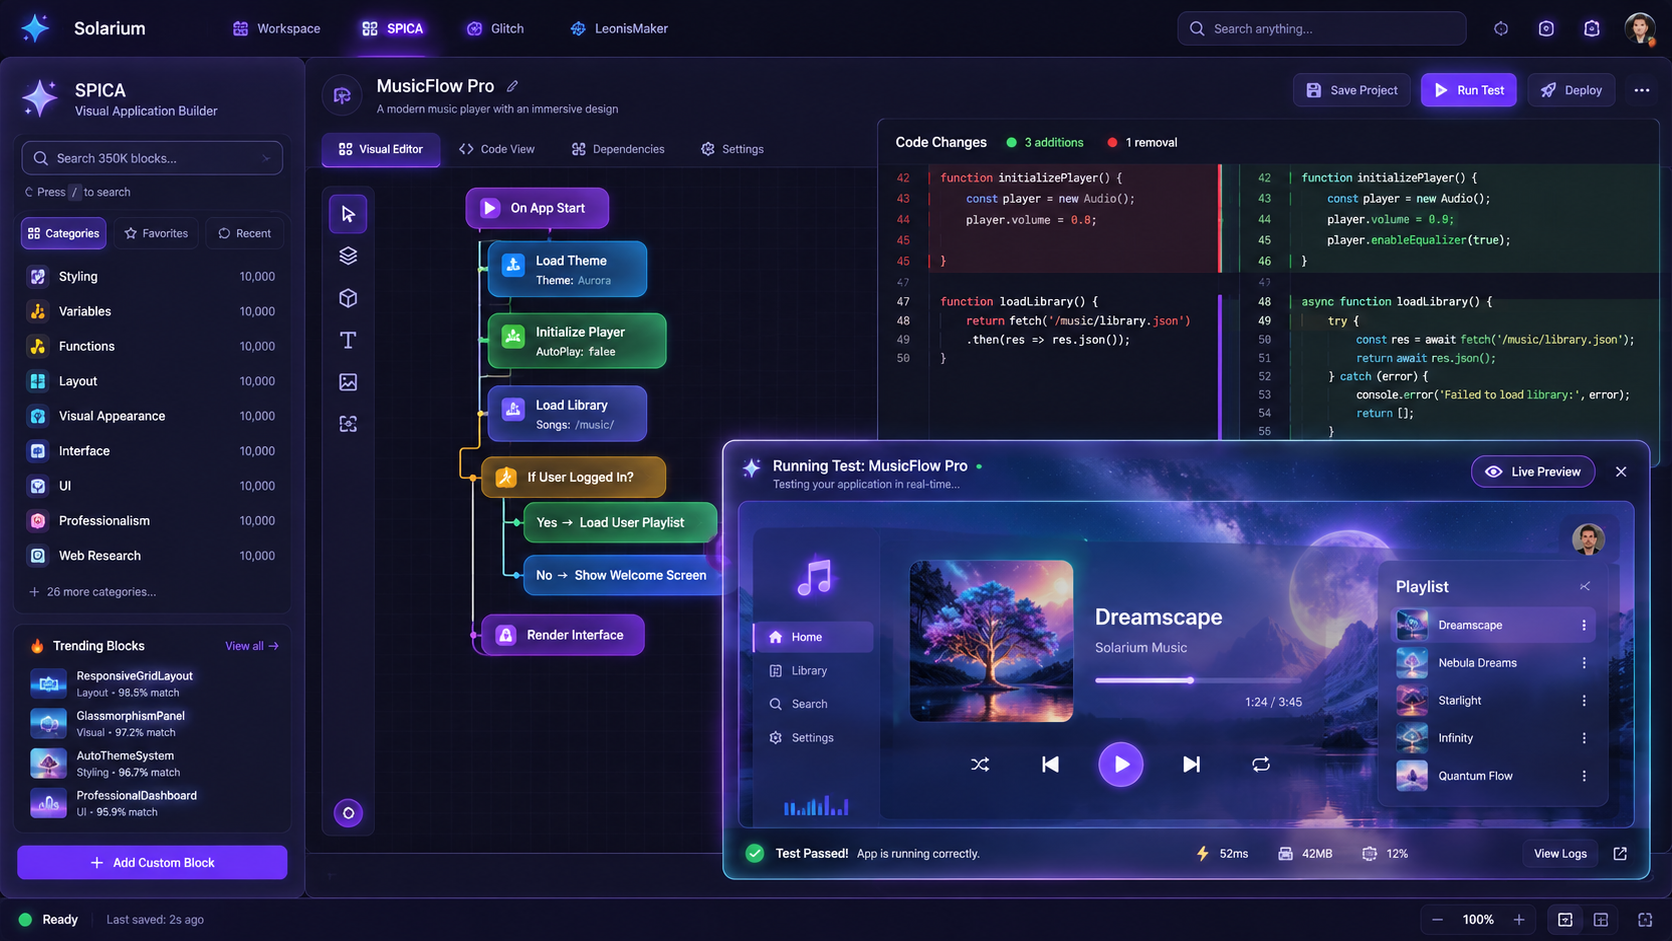 Solarium
Workspace
SPICA
Glitch
LeonisMaker
Search anything...
SPICA
Visual Application Builder
Search 350K blocks...
Press / to search
Categories
Favorites
Recent
Styling 10,000
Variables 10,000
Functions 10,000
Layout 10,000
Visual Appearance 10,000
Interface 10,000
UI 10,000
Professionalism 10,000
Web Research 10,000
+ 26 more categories...
Trending Blocks
View all →
ResponsiveGridLayout
Layout • 98.5% match
GlassmorphismPanel
Visual • 97.2% match
AutoThemeSystem
Styling • 96.7% match
ProfessionalDashboard
UI • 95.9% match
+ Add Custom Block
MusicFlow Pro
A modern music player with an immersive design
Save Project
Run Test
Deploy
Visual Editor
Code View
Dependencies
Settings
On App Start
Load Theme
Theme: Aurora
Initialize Player
AutoPlay: falee
Load Library
Songs: /music/
If User Logged In?
Yes → Load User Playlist
No → Show Welcome Screen
Render Interface
Code Changes
3 additions
1 removal
42 function initializePlayer() {
43 const player = new Audio();
44 player.volume = 0.8;
45
45 }
47
47 function loadLibrary() {
48 return fetch('/music/library.json')
49 .then(res => res.json());
50 }
42 function initializePlayer() {
43 const player = new Audio();
44 player.volume = 0.9;
45 player.enableEqualizer(true);
46 }
48 async function loadLibrary() {
49 try {
50 const res = await fetch('/music/library.json');
51 return await res.json();
52 } catch (error) {
53 console.error('Failed to load library:', error);
54 return [];
56 }
Running Test: MusicFlow Pro
Testing your application in real-time...
Live Preview
Home
Library
Search
Settings
Dreamscape
Solarium Music
1:24 / 3:45
Playlist
Dreamscape
Nebula Dreams
Starlight
Infinity
Quantum Flow
Test Passed! App is running correctly.
52ms
42MB
12%
View Logs
Ready
Last saved: 2s ago
100%